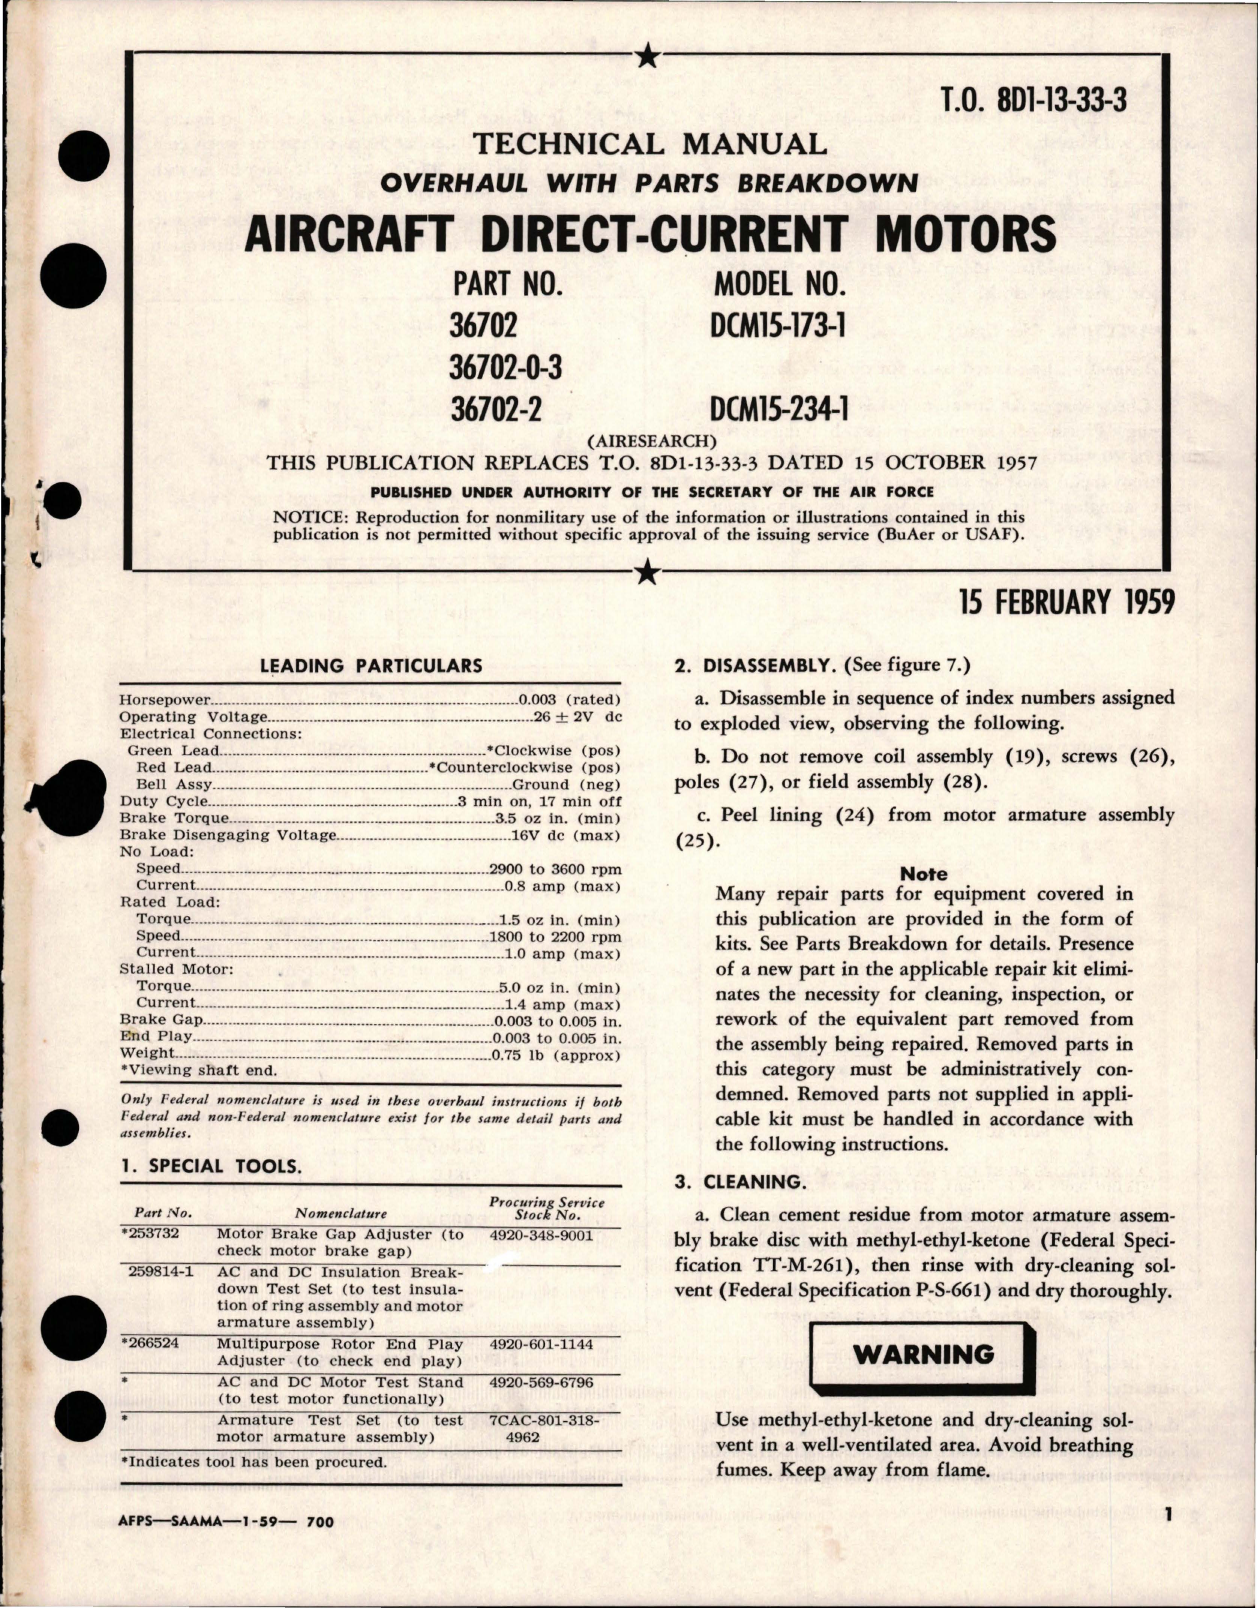 T.O. 8D1-13-33-3
TECHNICAL MANUAL
OVERHAUL WITH PARTS BREAKDOWN
AIRCRAFT DIRECT-CURRENT MOTORS
PART NO. MODEL NO.
36702 DCM15-173-1
36702-0-3
36702-2 DCM15-234-1
(AIRESEARCH)
THIS PUBLICATION REPLACES T.O. 8D1-13-33-3 DATED 15 OCTOBER 1957
PUBLISHED UNDER AUTHORITY OF THE SECRETARY OF THE AIR FORCE
NOTICE: Reproduction for nonmilitary use of the information or illustrations contained in this
publication is not permitted without specific approval of the issuing service (BuAer or USAF).
15 FEBRUARY 1959
LEADING PARTICULARS
Horsepower 0.003 (rated)
Operating Voltage 26 ± 2V dc
Electrical Connections:
Green Lead *Clockwise (pos)
Red Lead *Counterclockwise (pos)
Bell Assy Ground (neg)
Duty Cycle 3 min on, 17 min off
Brake Torque 3.5 oz in. (min)
Brake Disengaging Voltage 16V dc (max)
No Load:
Speed 2900 to 3600 rpm
Current 0.8 amp (max)
Rated Load:
Torque 1.5 oz in. (min)
Speed 1800 to 2200 rpm
Current 1.0 amp (max)
Stalled Motor:
Torque 5.0 oz in. (min)
Current 1.4 amp (max)
Brake Gap 0.003 to 0.005 in.
End Play 0.003 to 0.005 in.
Weight 0.75 lb (approx)
*Viewing shaft end.
Only Federal nomenclature is used in these overhaul instructions if both
Federal and non-Federal nomenclature exist for the same detail parts and
assemblies.
1. SPECIAL TOOLS.
Procuring Service
Part No. Nomenclature Stock No.
*253732 Motor Brake Gap Adjuster (to 4920-348-9001
check motor brake gap)
259814-1 AC and DC Insulation Break-
down Test Set (to test insula-
tion of ring assembly and motor
armature assembly)
*266524 Multipurpose Rotor End Play 4920-601-1144
Adjuster (to check end play)
* AC and DC Motor Test Stand 4920-569-6796
(to test motor functionally)
* Armature Test Set (to test 7CAC-801-318-
motor armature assembly) 4962
*Indicates tool has been procured.
2. DISASSEMBLY. (See figure 7.)
a. Disassemble in sequence of index numbers assigned
to exploded view, observing the following.
b. Do not remove coil assembly (19), screws (26),
poles (27), or field assembly (28).
c. Peel lining (24) from motor armature assembly
(25).
Note
Many repair parts for equipment covered in
this publication are provided in the form of
kits. See Parts Breakdown for details. Presence
of a new part in the applicable repair kit elimi-
nates the necessity for cleaning, inspection, or
rework of the equivalent part removed from
the assembly being repaired. Removed parts in
this category must be administratively con-
demned. Removed parts not supplied in appli-
cable kit must be handled in accordance with
the following instructions.
3. CLEANING.
a. Clean cement residue from motor armature assem-
bly brake disc with methyl-ethyl-ketone (Federal Speci-
fication TT-M-261), then rinse with dry-cleaning sol-
vent (Federal Specification P-S-661) and dry thoroughly.
WARNING
Use methyl-ethyl-ketone and dry-cleaning sol-
vent in a well-ventilated area. Avoid breathing
fumes. Keep away from flame.
AFPS—SAAMA—1-59— 700
1